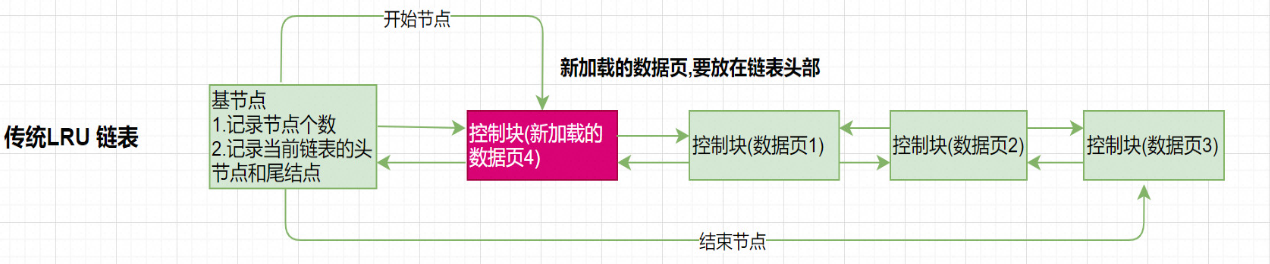 开始节点
新加载的数据页,要放在链表头部
传统LRU 链表
基节点
1.记录节点个数
2.记录当前链表的头
节点和尾结点
控制块(新加载的
数据页4)
控制块(数据页1)
控制块(数据页2)
控制块(数据页3)
结束节点